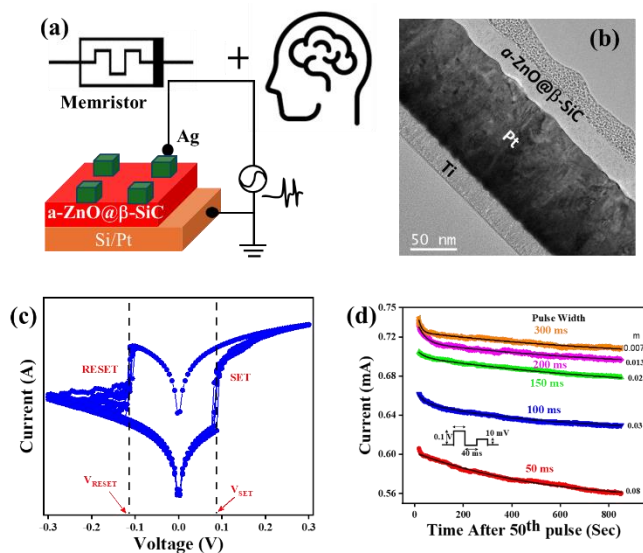 (a)
+
Memristor
Ag
a-ZnO@β-SiC
Si/Pt
(b)
α-ZnO@β-SiC
Pt
Ti
50 nm
(c)
Current (A)
RESET
SET
V_RESET
V_SET
-0.3 -0.2 -0.1 0.0 0.1 0.2 0.3
Voltage (V)
(d)
Current (mA)
0.75
0.72
0.68
0.64
0.60
0.56
Pulse Width
m
300 ms
0.007
200 ms
0.013
150 ms
0.02
100 ms
0.03
0.1 V
10 mV
40 ms
50 ms
0.08
0 200 400 600 800
Time After 50th pulse (Sec)